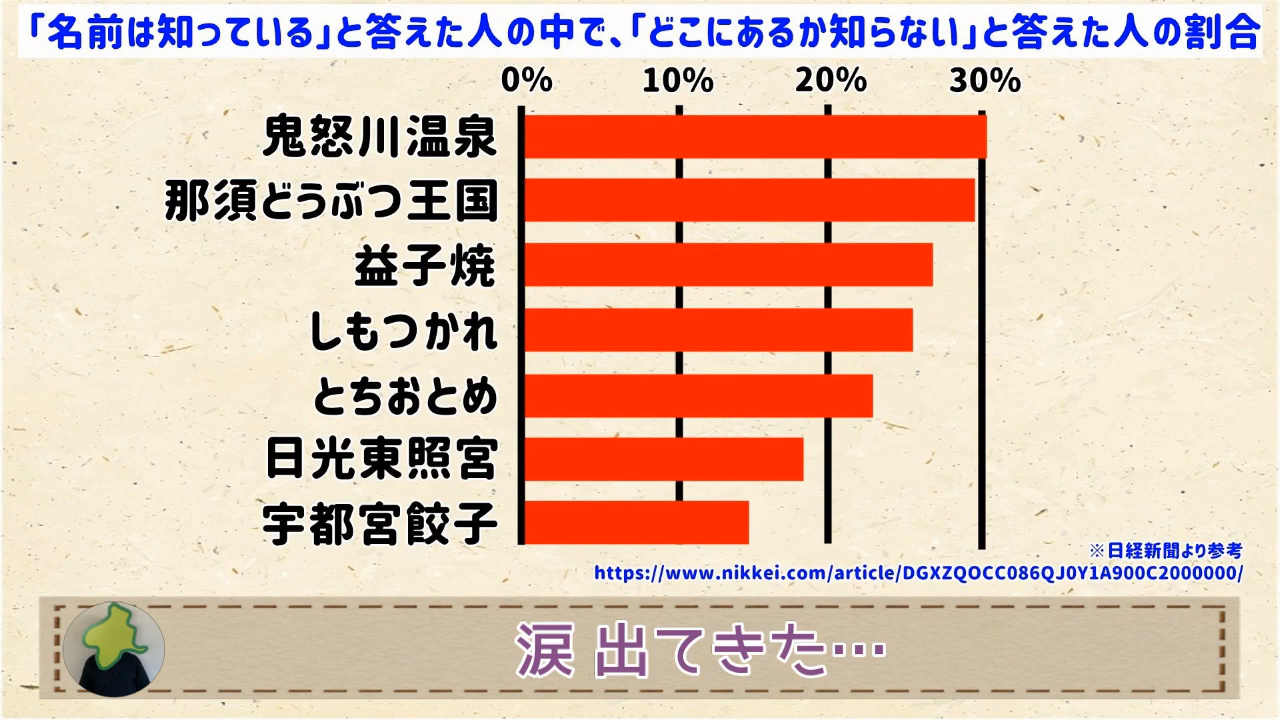 「名前は知っている」と答えた人の中で、「どこにあるか知らない」と答えた人の割合
0% 10% 20% 30%
鬼怒川温泉
那須どうぶつ王国
益子焼
しもつかれ
とちおとめ
日光東照宮
宇都宮餃子
※日経新聞より参考
https://www.nikkei.com/article/DGXZQOCC086QJ0Y1A900C2000000/
涙 出てきた…